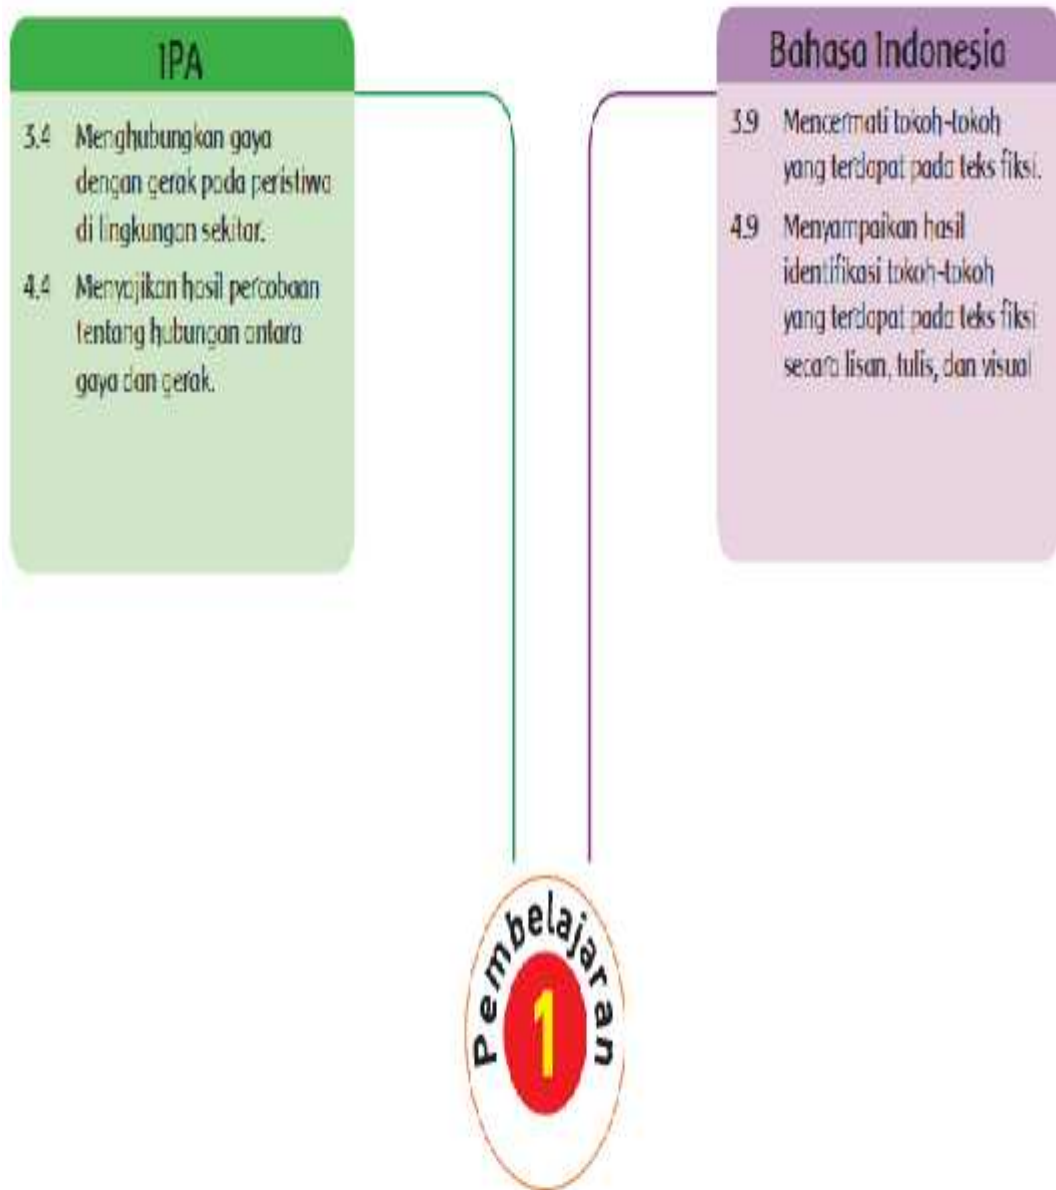 IPA
3.4 Menghubungkan gaya
dengan gerak pada peristiwa
di lingkungan sekitar.
4.4 Menyajikan hasil percobaan
tentang hubungan antara
gaya dan gerak.
Bahasa Indonesia
3.9 Mencermati tokoh-tokoh
yang terdapat pada teks fiksi.
4.9 Menyampaikan hasil
identifikasi tokoh-tokoh
yang terdapat pada teks fiksi
secara lisan, tulis, dan visual
Pembelajaran
1